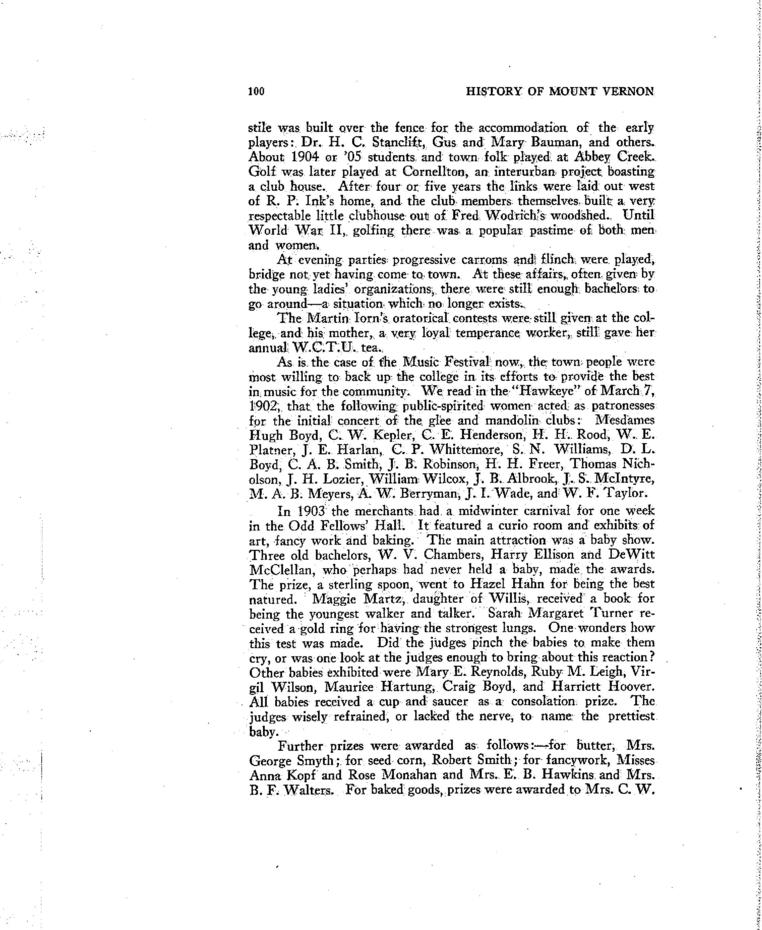 100 HISTORY OF MOUNT VERNON
stile was built over the fence for the accommodation of the early
players: Dr. H. C. Stanclift, Gus and Mary Bauman, and others.
About 1904 or '05 students and town folk played at Abbey Creek.
Golf was later played at Cornellton, an interurban project boasting
a club house. After four or five years the links were laid out west
of R. P. Ink's home, and the club members themselves built a very
respectable little clubhouse out of Fred Wodrich's woodshed. Until
World War II, golfing there was a popular pastime of both men
and women.
At evening parties progressive carroms and flinch were played,
bridge not yet having come to town. At these affairs, often given by
the young ladies' organizations, there were still enough bachelors to
go around—a situation which no longer exists.
The Martin Iorn's oratorical contests were still given at the col-
lege, and his mother, a very loyal temperance worker, still gave her
annual W.C.T.U. tea.
As is the case of the Music Festival now, the town people were
most willing to back up the college in its efforts to provide the best
in music for the community. We read in the "Hawkeye" of March 7,
1902, that the following public-spirited women acted as patronesses
for the initial concert of the glee and mandolin clubs: Mesdames
Hugh Boyd, C. W. Kepler, C. E. Henderson, H. H. Rood, W. E.
Platner, J. E. Harlan, C. P. Whittemore, S. N. Williams, D. L.
Boyd, C. A. B. Smith, J. B. Robinson, H. H. Freer, Thomas Nich-
olson, J. H. Lozier, William Wilcox, J. B. Albrook, J. S. McIntyre,
M. A. B. Meyers, A. W. Berryman, J. I. Wade, and W. F. Taylor.
In 1903 the merchants had a midwinter carnival for one week
in the Odd Fellows' Hall. It featured a curio room and exhibits of
art, fancy work and baking. The main attraction was a baby show.
Three old bachelors, W. V. Chambers, Harry Ellison and DeWitt
McClellan, who perhaps had never held a baby, made the awards.
The prize, a sterling spoon, went to Hazel Hahn for being the best
natured. Maggie Martz, daughter of Willis, received a book for
being the youngest walker and talker. Sarah Margaret Turner re-
ceived a gold ring for having the strongest lungs. One wonders how
this test was made. Did the judges pinch the babies to make them
cry, or was one look at the judges enough to bring about this reaction?
Other babies exhibited were Mary E. Reynolds, Ruby M. Leigh, Vir-
gil Wilson, Maurice Hartung, Craig Boyd, and Harriett Hoover.
All babies received a cup and saucer as a consolation prize. The
judges wisely refrained, or lacked the nerve, to name the prettiest
baby.
Further prizes were awarded as follows:—for butter, Mrs.
George Smyth; for seed corn, Robert Smith; for fancywork, Misses
Anna Kopf and Rose Monahan and Mrs. E. B. Hawkins and Mrs.
B. F. Walters. For baked goods, prizes were awarded to Mrs. C. W.